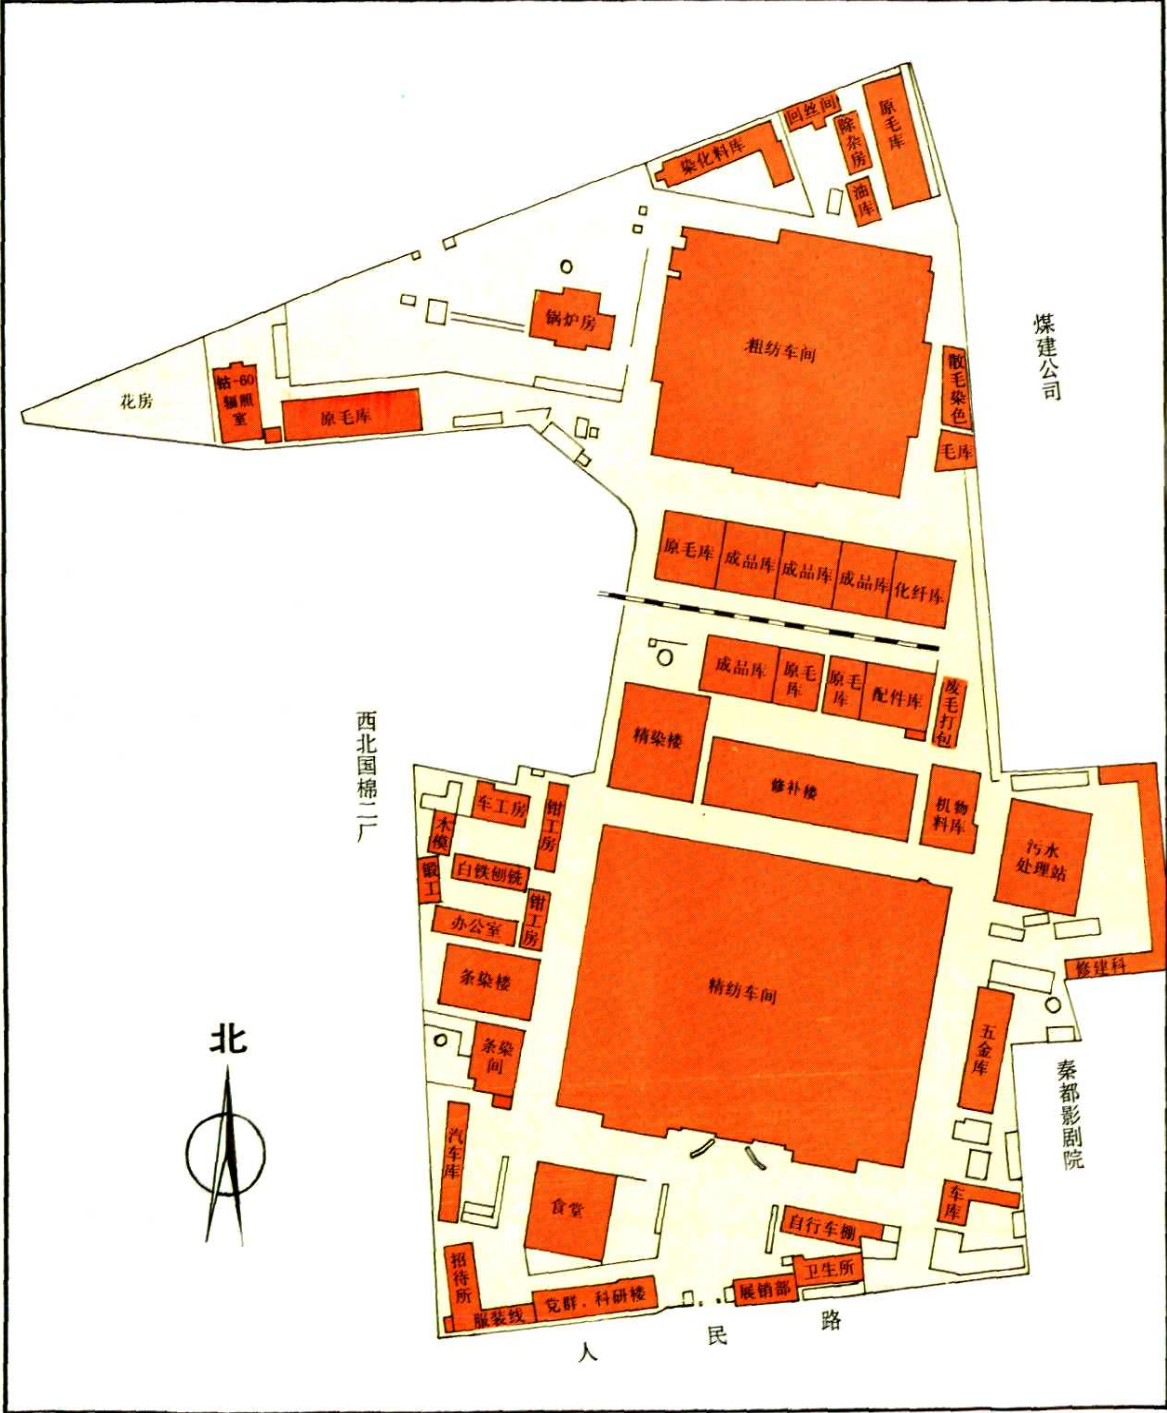 回丝间
原毛库
除杂房
染化料库
油库
锅炉房
粗纺车间
煤建公司
散毛染色
毛库
花房
钴-60
辐照
室
原毛库
原毛库
成品库
成品库
成品库
化纤库
成品库
原毛
库
原毛
库
配件库
废毛打包
西北国棉二厂
精染楼
修补楼
机物
料库
污水
处理站
车工房
钳工房
木模
锻工
白铁刨铣
钳工房
办公室
条染楼
精纺车间
修建科
五金库
北
条染
间
秦都影剧院
汽车库
食堂
车库
自行车棚
招待所
卫生所
展销部
党群、科研楼
服装线
人民路